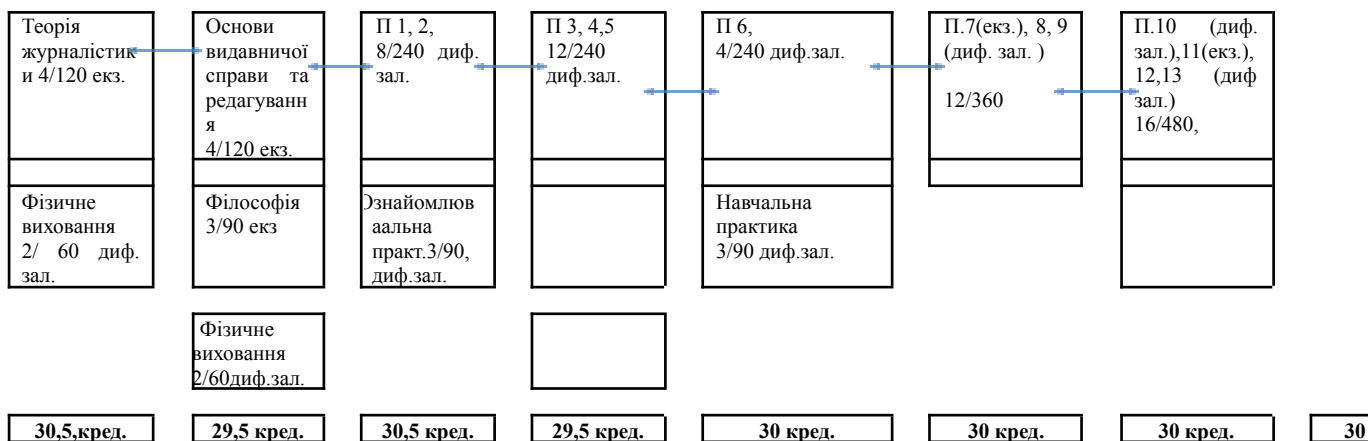 Теорія
журналістик
и 4/120 екз.
Основи
видавничої
справи та
редагуванн
я
4/120 екз.
П 1, 2,
8/240 диф.
зал.
П 3, 4,5
12/240
диф.зал.
П 6,
4/240 диф.зал.
П.7(екз.), 8, 9
(диф. зал. )
12/360
П.10 (диф.
зал.),11(екз.),
12,13 (диф
зал.)
16/480,
Фізичне
виховання
2/ 60 диф.
зал.
Філософія
3/90 екз
Ознайомлюв
аальна
практ.3/90,
диф.зал.
Навчальна
практика
3/90 диф.зал.
Фізичне
виховання
2/60диф.зал.
30,5,кред.
29,5 кред.
30,5 кред.
29,5 кред.
30 кред.
30 кред.
30 кред.
30